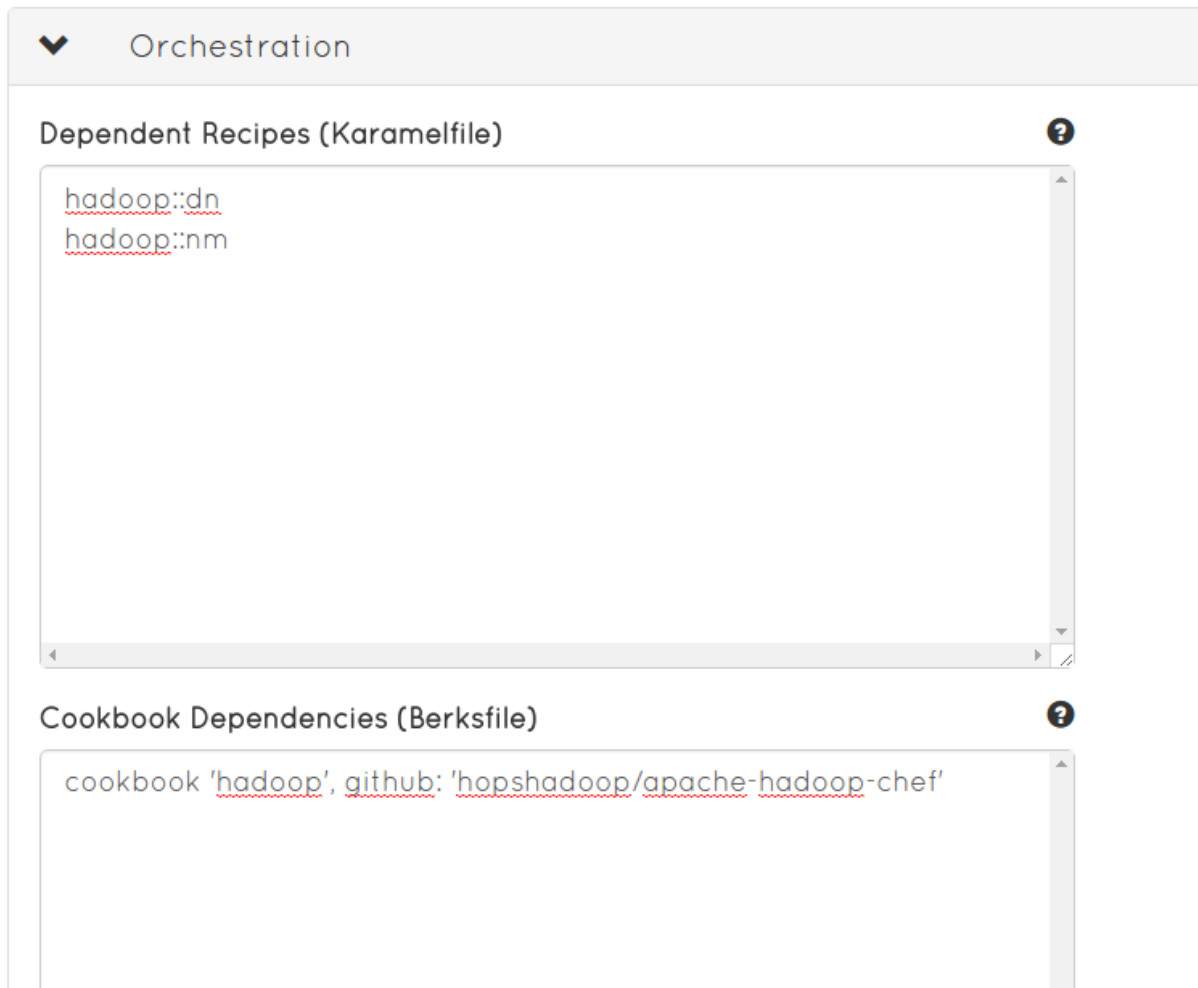 Orchestration
Dependent Recipes (Karamelfile)
hadoop::dn
hadoop::nm
Cookbook Dependencies (Berksfile)
cookbook 'hadoop', github: 'hopshadoop/apache-hadoop-chef'